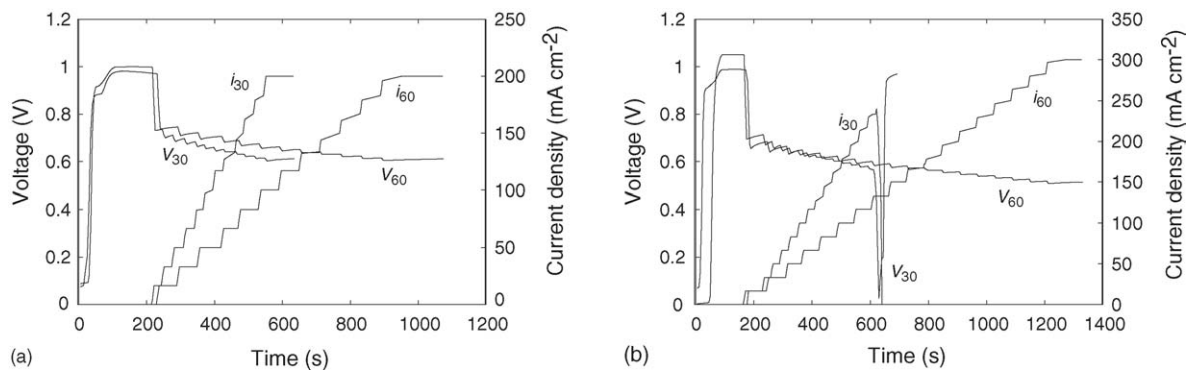 1.2
1
0.8
0.6
0.4
0.2
0
Voltage (V)
250
200
150
100
50
0
Current density (mA cm-2)
i30
i60
V30
V60
0 200 400 600 800 1000 1200
(a) Time (s)
1.2
1
0.8
0.6
0.4
0.2
0
Voltage (V)
350
300
250
200
150
100
50
0
Current density (mA cm-2)
i30
i60
V60
V30
0 200 400 600 800 1000 1200 1400
(b) Time (s)